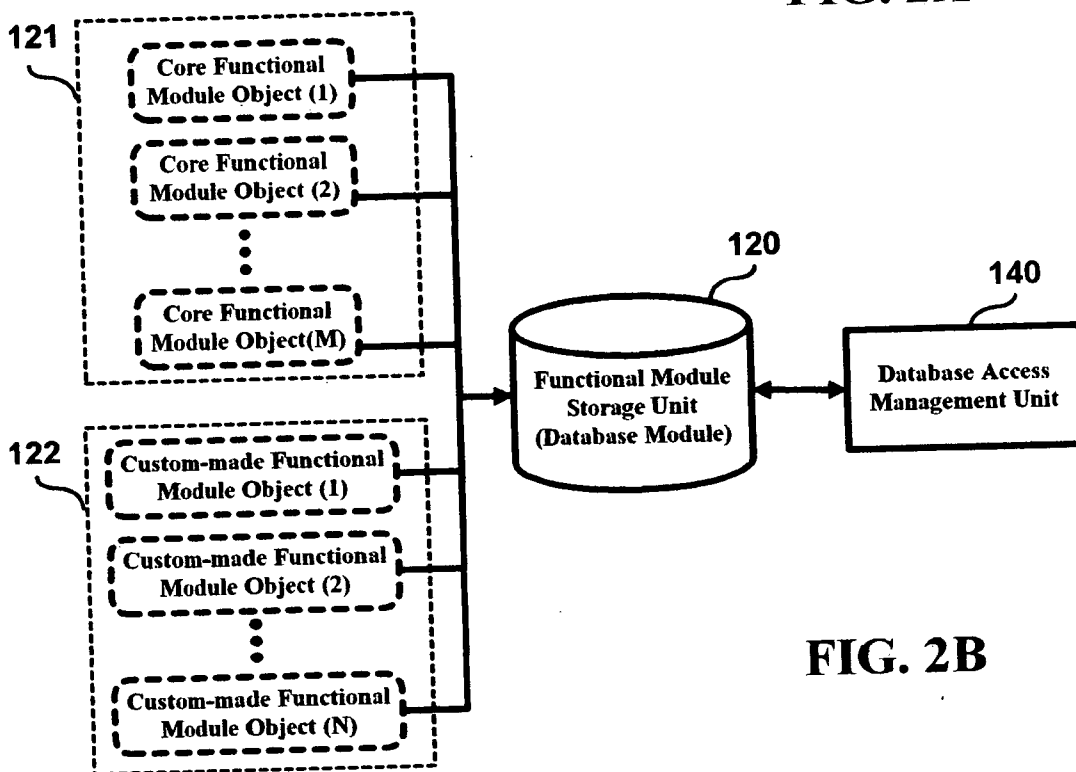 121
Core Functional
Module Object (1)
Core Functional
Module Object (2)
Core Functional
Module Object(M)
122
Custom-made Functional
Module Object (1)
Custom-made Functional
Module Object (2)
Custom-made Functional
Module Object (N)
120
Functional Module
Storage Unit
(Database Module)
140
Database Access
Management Unit
FIG. 2B